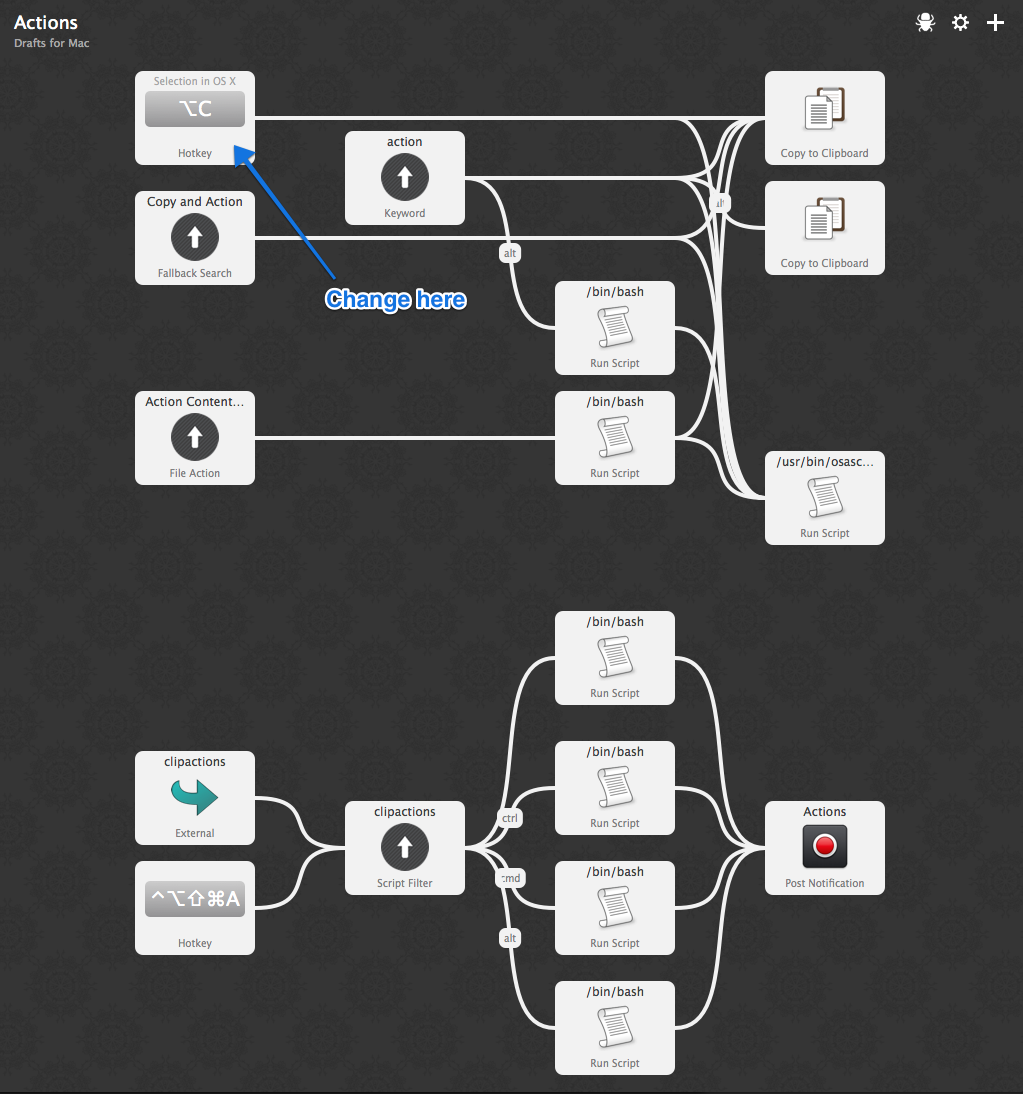 Actions
Drafts for Mac
Selection in OS X
⌥C
Hotkey
action
Keyword
Copy to Clipboard
Copy and Action
Fallback Search
alt
Copy to Clipboard
alt
Change here
/bin/bash
Run Script
Action Content...
File Action
/bin/bash
Run Script
/usr/bin/osasc...
Run Script
/bin/bash
Run Script
clipactions
External
/bin/bash
Run Script
ctrl
clipactions
Script Filter
Actions
Post Notification
^⌥⇧⌘A
Hotkey
cmd
/bin/bash
Run Script
alt
/bin/bash
Run Script